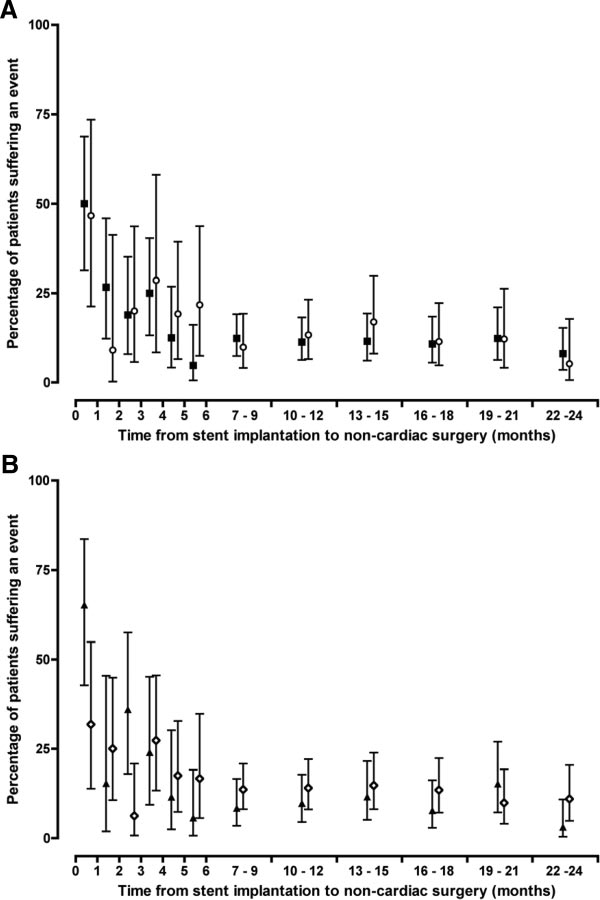 A
Percentage of patients suffering an event
100
75
50
25
0
0 1 2 3 4 5 6 7 - 9 10 - 12 13 - 15 16 - 18 19 - 21 22 -24
Time from stent implantation to non-cardiac surgery (months)
B
Percentage of patients suffering an event
100
75
50
25
0
0 1 2 3 4 5 6 7 - 9 10 - 12 13 - 15 16 - 18 19 - 21 22 -24
Time from stent implantation to non-cardiac surgery (months)